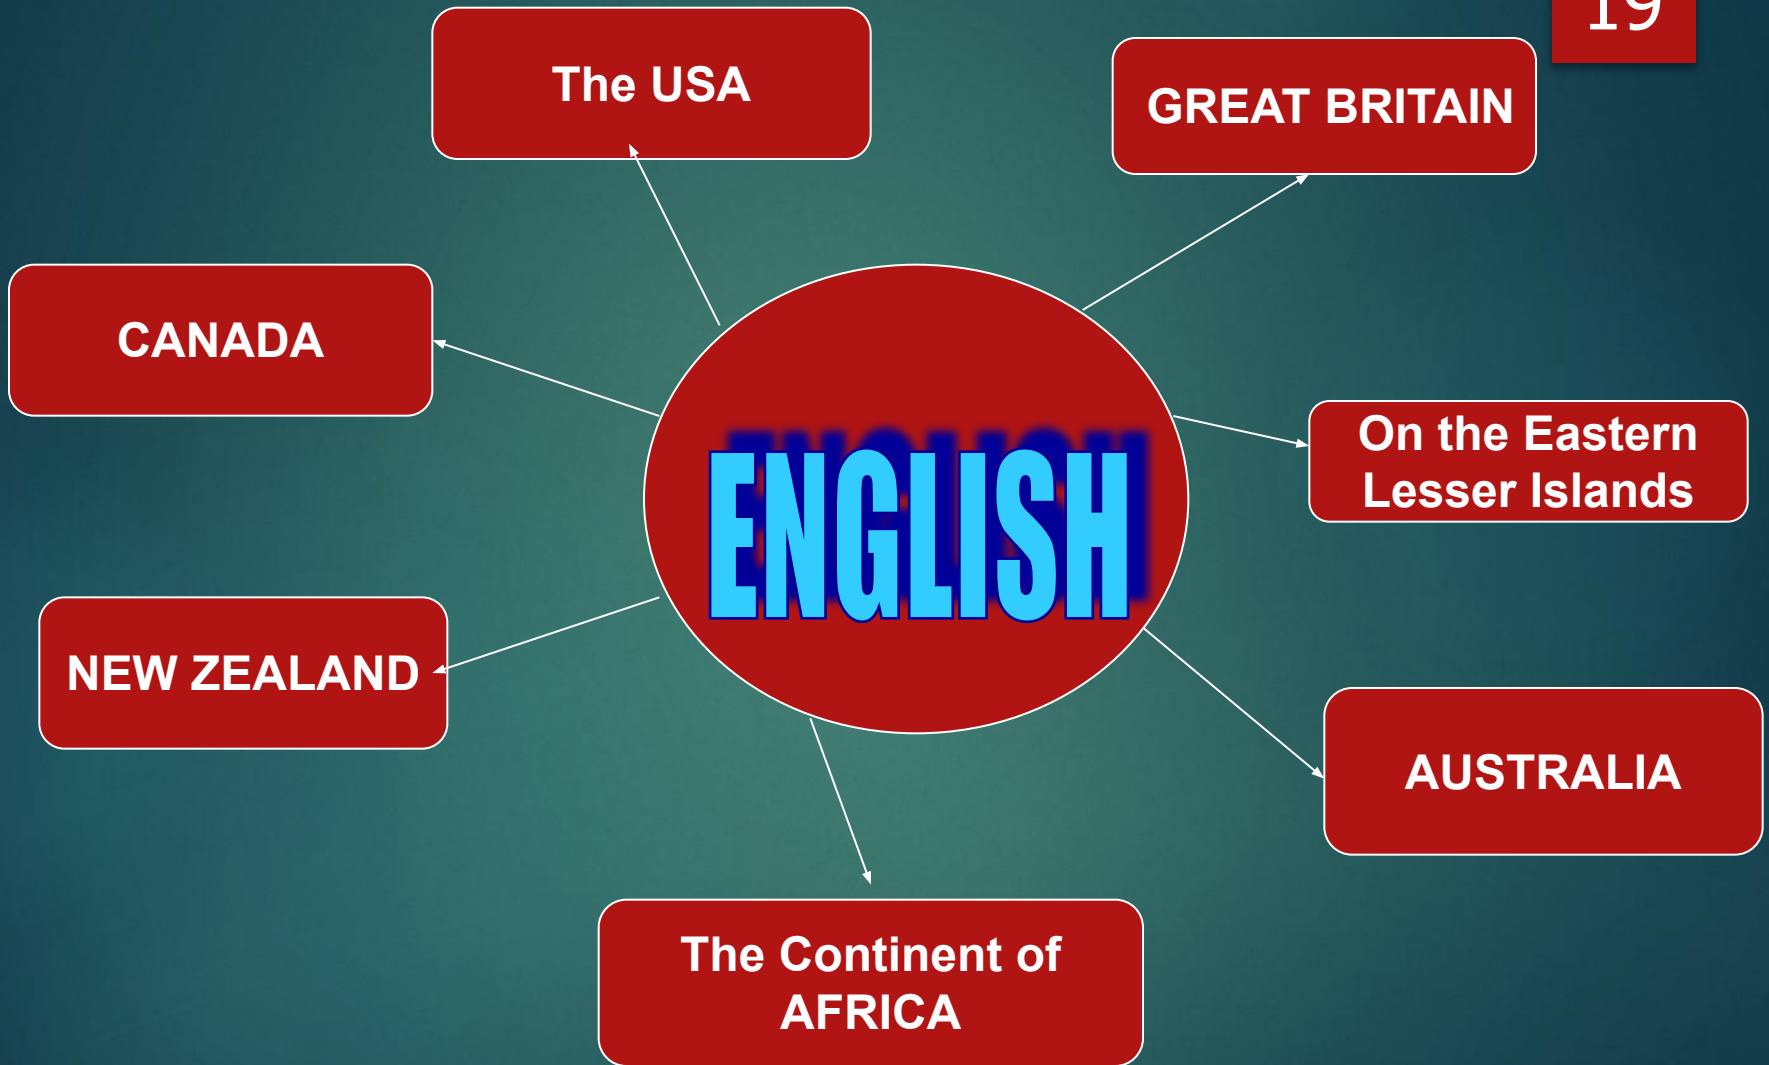 19
The USA
GREAT BRITAIN
CANADA
On the Eastern
Lesser Islands
ENGLISH
NEW ZEALAND
AUSTRALIA
The Continent of
AFRICA